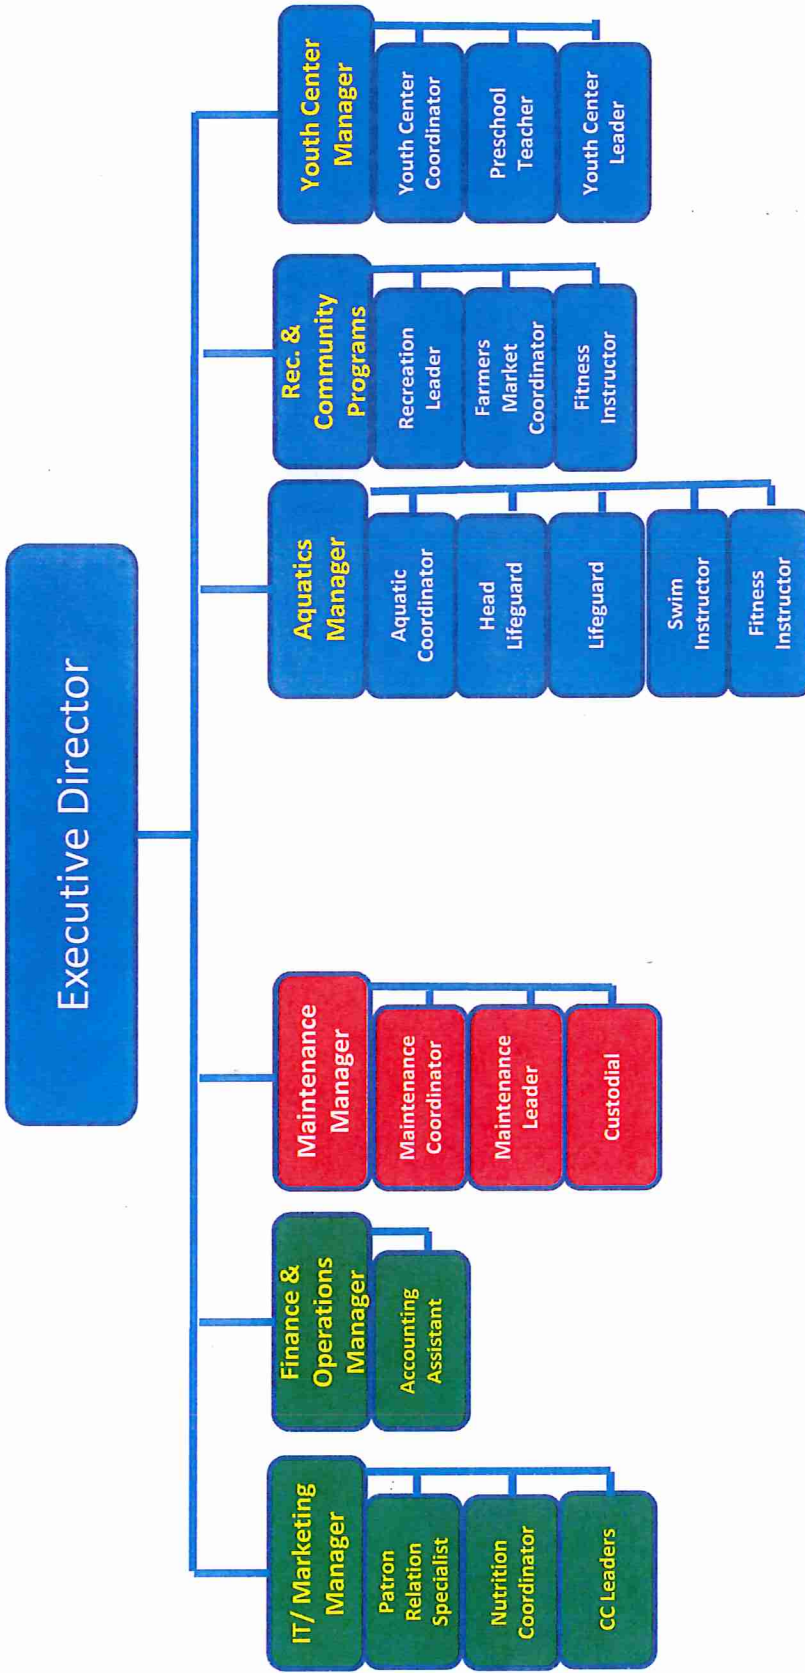 Executive Director
IT/ Marketing
Manager
Patron
Relation
Specialist
Nutrition
Coordinator
CC Leaders
Finance &
Operations
Manager
Accounting
Assistant
Maintenance
Manager
Maintenance
Coordinator
Maintenance
Leader
Custodial
Aquatics
Manager
Aquatic
Coordinator
Head
Lifeguard
Lifeguard
Swim
Instructor
Fitness
Instructor
Rec. &
Community
Programs
Recreation
Leader
Farmers
Market
Coordinator
Fitness
Instructor
Youth Center
Manager
Youth Center
Coordinator
Preschool
Teacher
Youth Center
Leader